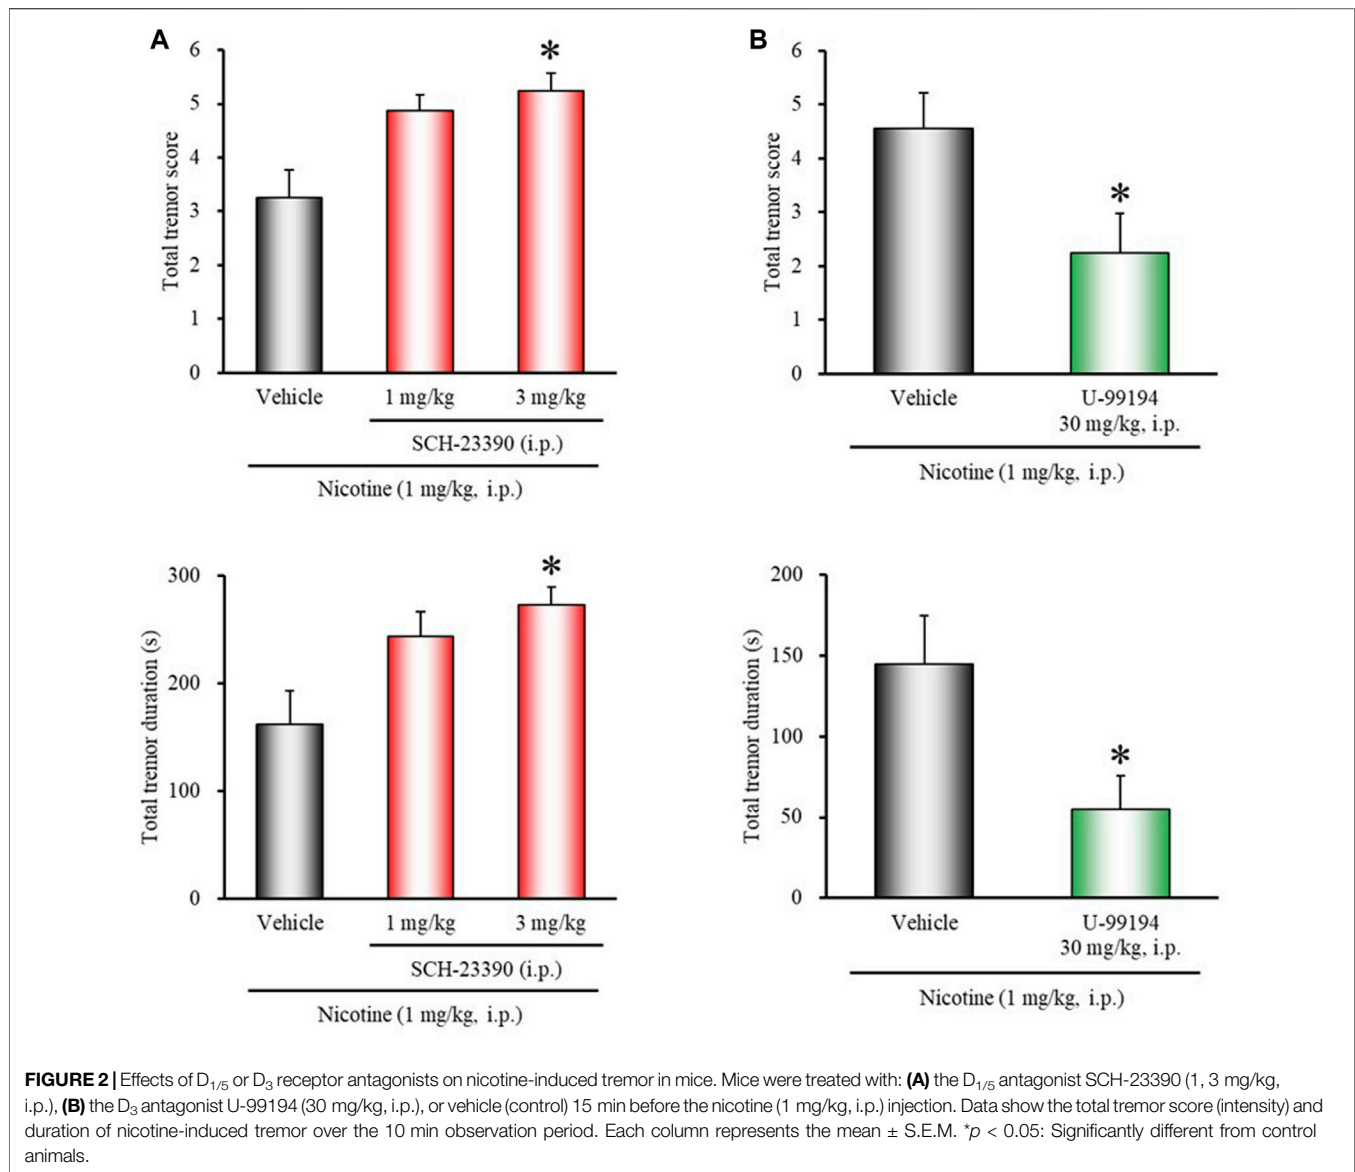 A
6
5
4
3
2
1
0
Total tremor score
*
Vehicle 1 mg/kg 3 mg/kg
SCH-23390 (i.p.)
Nicotine (1 mg/kg, i.p.)
B
6
5
4
3
2
1
0
Total tremor score
*
Vehicle U-99194
30 mg/kg, i.p.
Nicotine (1 mg/kg, i.p.)
300
200
100
0
Total tremor duration (s)
*
Vehicle 1 mg/kg 3 mg/kg
SCH-23390 (i.p.)
Nicotine (1 mg/kg, i.p.)
200
150
100
50
0
Total tremor duration (s)
*
Vehicle U-99194
30 mg/kg, i.p.
Nicotine (1 mg/kg, i.p.)
FIGURE 2 | Effects of D1/5 or D3 receptor antagonists on nicotine-induced tremor in mice. Mice were treated with: (A) the D1/5 antagonist SCH-23390 (1, 3 mg/kg,
i.p.), (B) the D3 antagonist U-99194 (30 mg/kg, i.p.), or vehicle (control) 15 min before the nicotine (1 mg/kg, i.p.) injection. Data show the total tremor score (intensity) and
duration of nicotine-induced tremor over the 10 min observation period. Each column represents the mean ± S.E.M. *p < 0.05: Significantly different from control
animals.